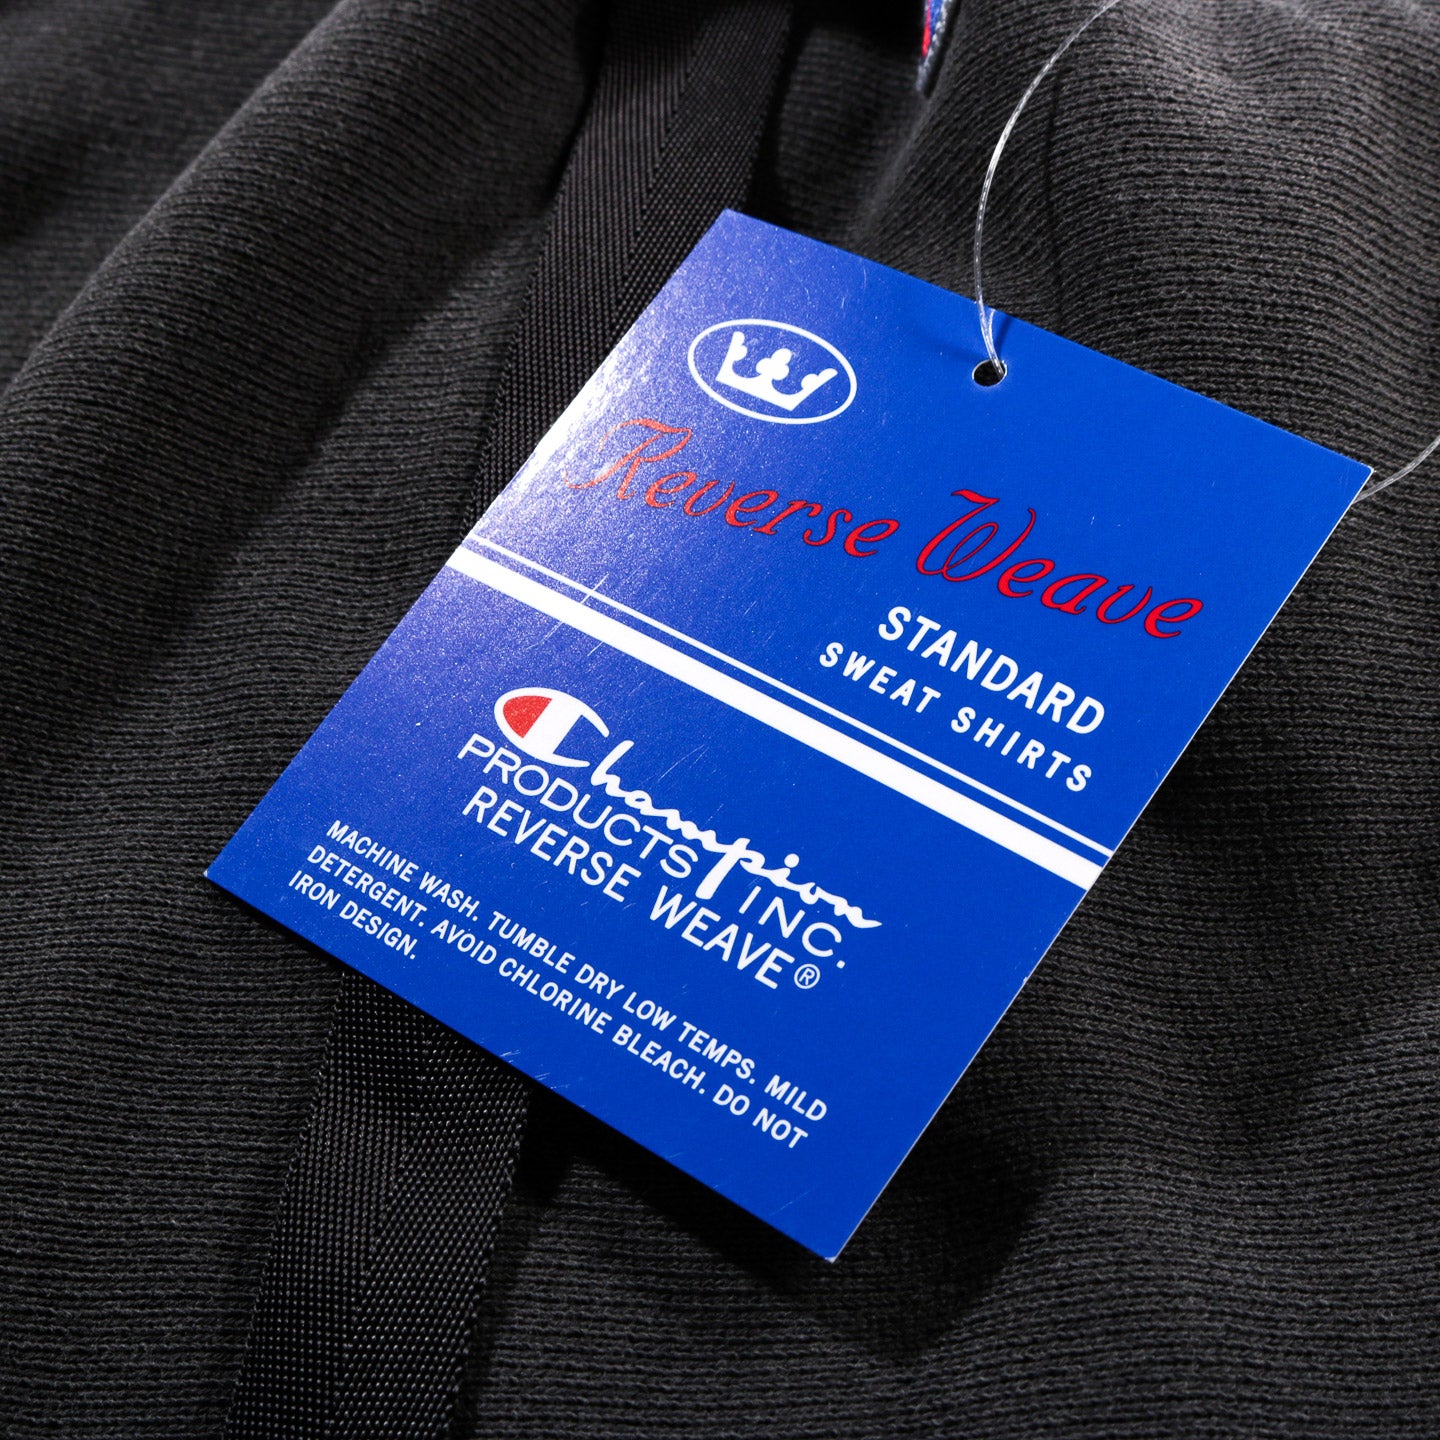 Reverse Weave
STANDARD
SWEAT SHIRTS
Champion
PRODUCTS INC.
REVERSE WEAVE®
MACHINE WASH. TUMBLE DRY LOW TEMPS. MILD
DETERGENT. AVOID CHLORINE BLEACH. DO NOT
IRON DESIGN.